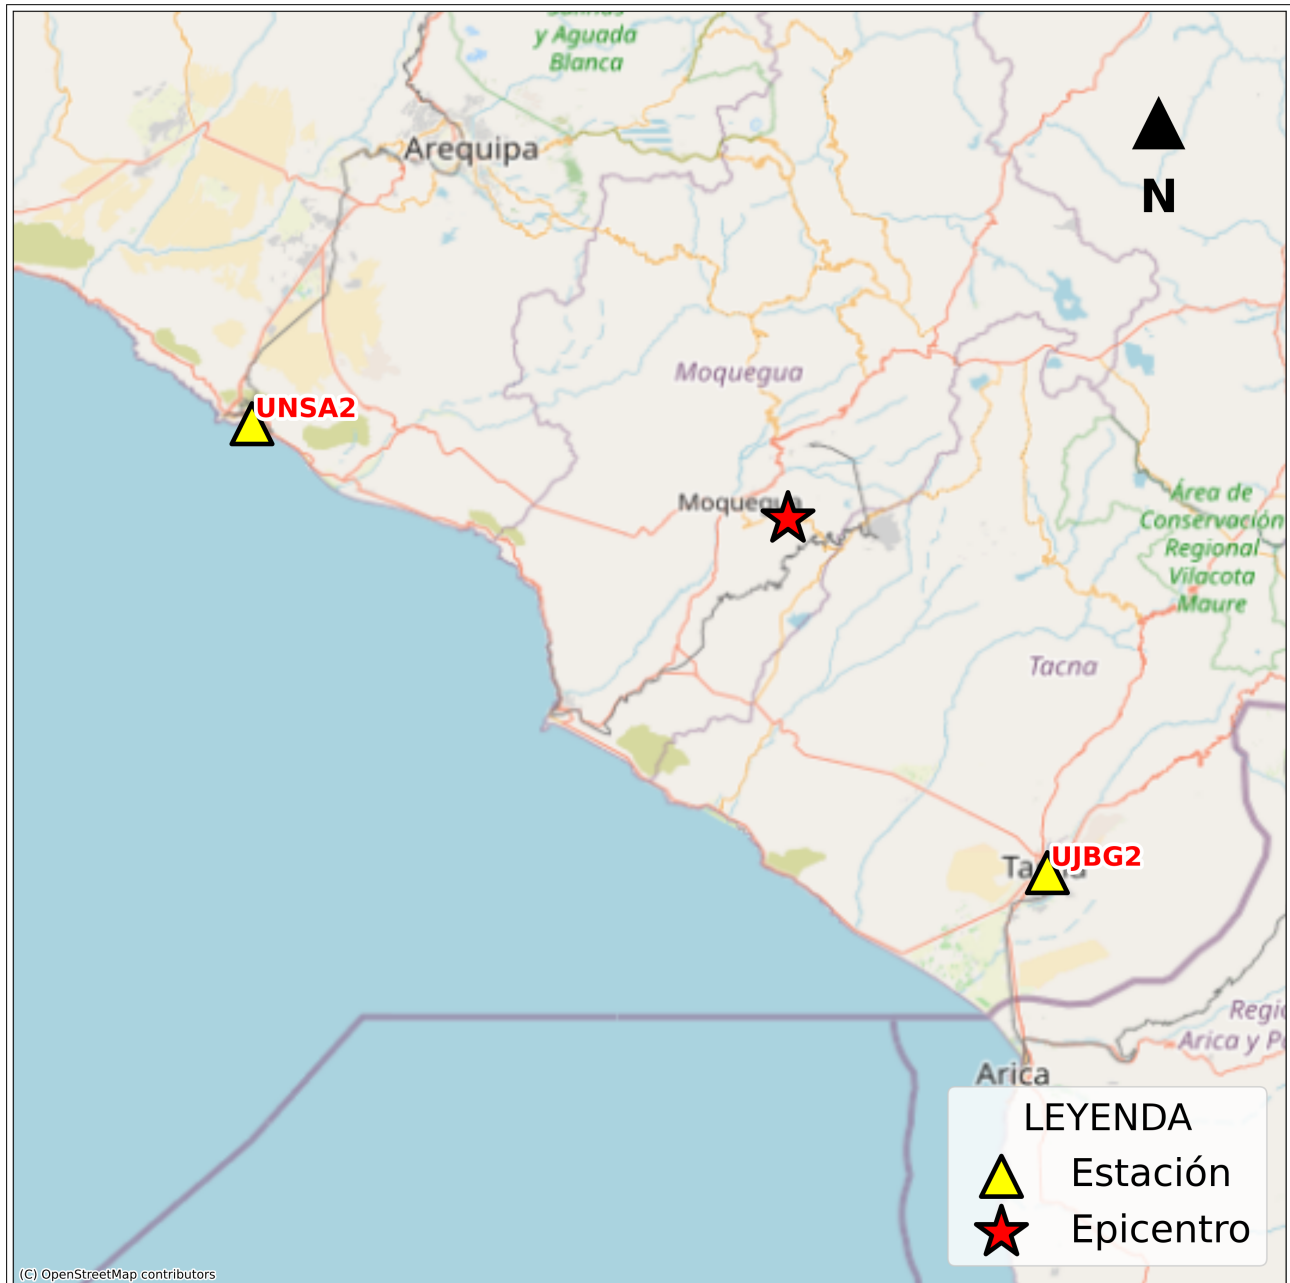 y Aguada
Blanca
Arequipa
N
Moquegua
UNSA2
Moquegua
Área de
Conservación
Regional
Vilacota
Maure
Tacna
UJBG2
Arica y P
Arica
LEYENDA
Estación
Epicentro
(C) OpenStreetMap contributors